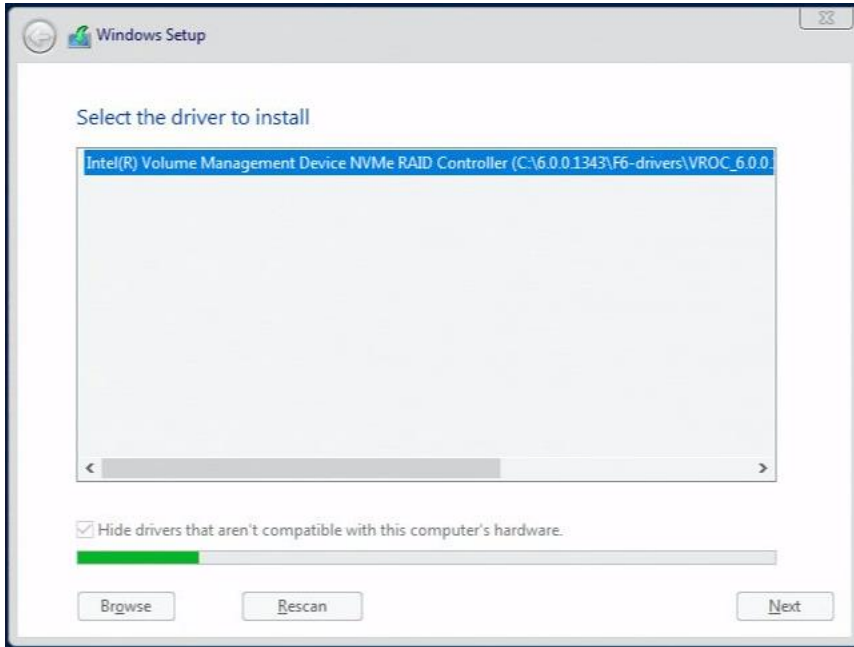 Windows Setup
Select the driver to install
Intel(R) Volume Management Device NVMe RAID Controller (C:\6.0.0.1343\F6-drivers\VROC_6.0.0.
Hide drivers that aren't compatible with this computer's hardware.
Browse
Rescan
Next